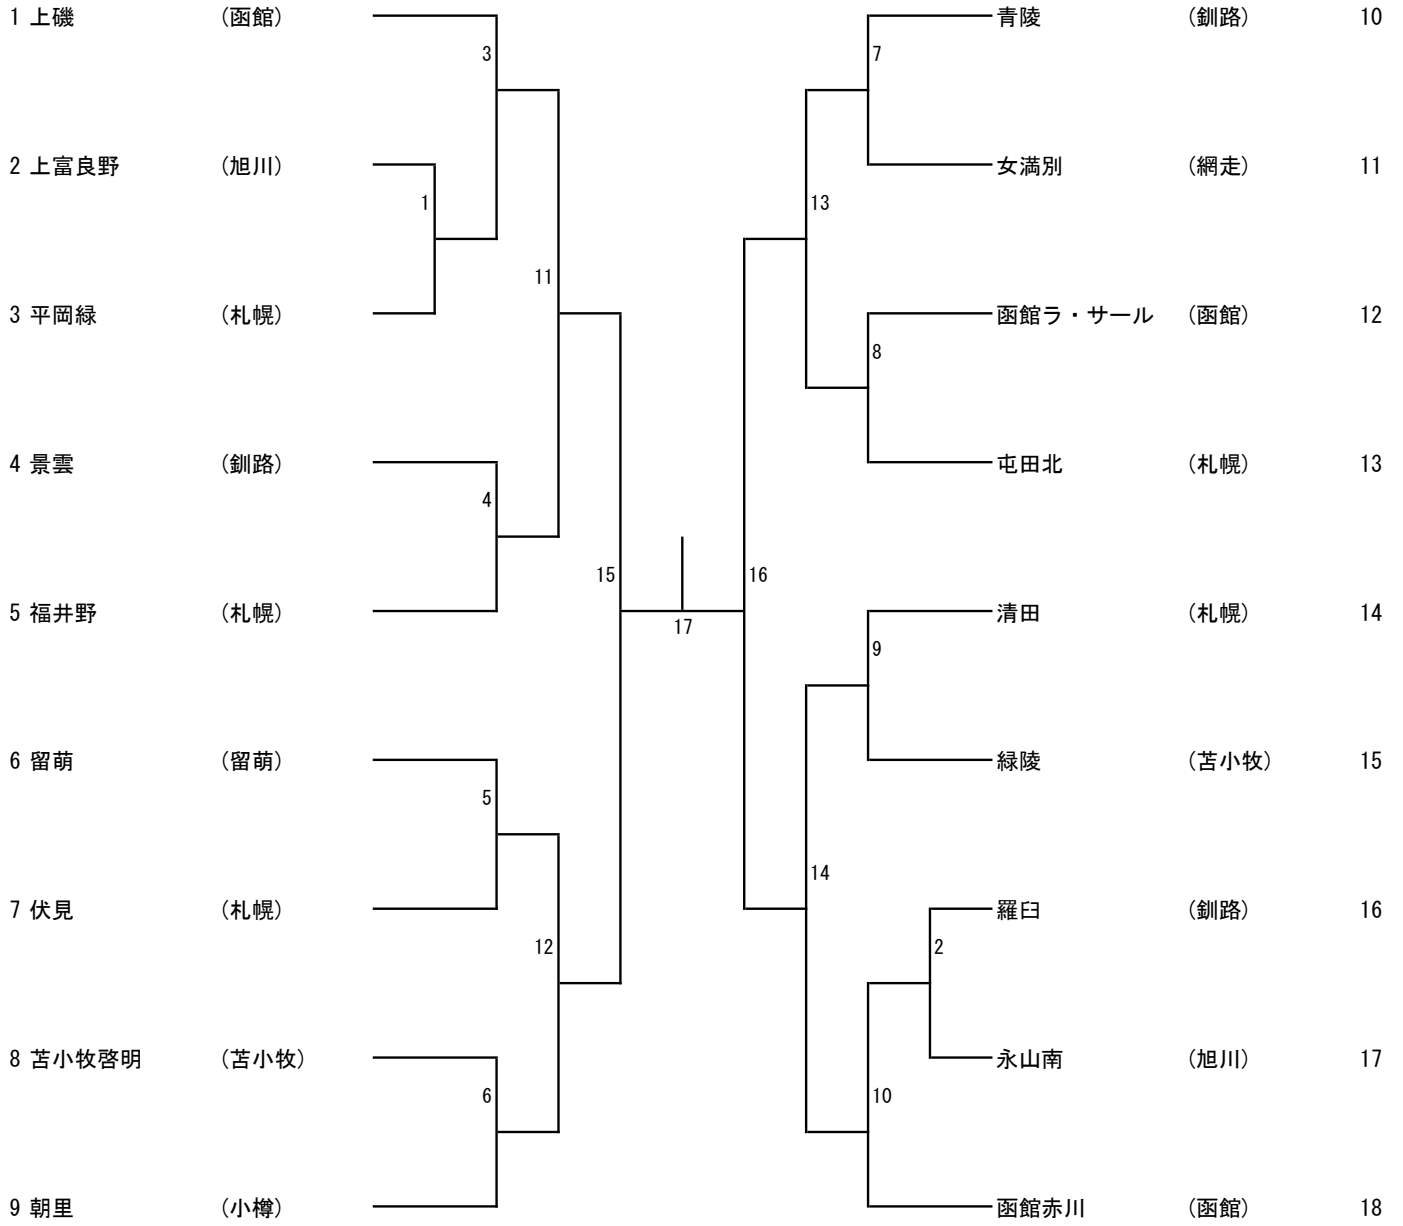 1 上磯 (函館)
3
2 上富良野 (旭川)
1
11
3 平岡緑 (札幌)
4 景雲 (釧路)
4
15
5 福井野 (札幌)
6 留萌 (留萌)
5
7 伏見 (札幌)
12
8 苫小牧啓明 (苫小牧)
6
9 朝里 (小樽)
17
青陵 (釧路) 10
7
女満別 (網走) 11
13
函館ラ・サール (函館) 12
8
屯田北 (札幌) 13
16
清田 (札幌) 14
9
緑陵 (苫小牧) 15
14
羅臼 (釧路) 16
2
永山南 (旭川) 17
10
函館赤川 (函館) 18